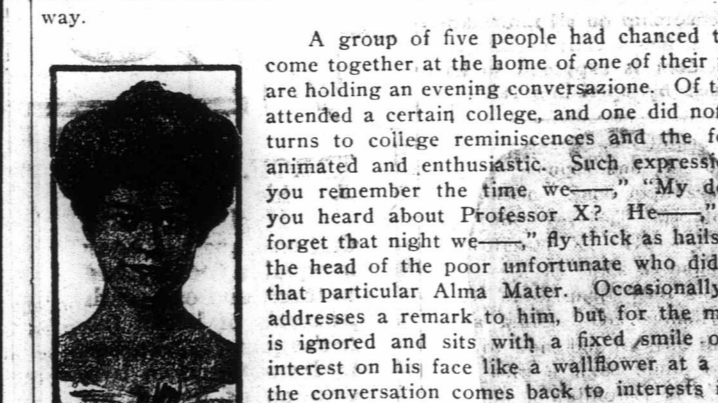 way.
A group of five people had chanced
come together at the home of one of their
are holding an evening conversazione. Of
attended a certain college, and one did
turns to college reminiscences and the
animated and enthusiastic. Such
you remember the time we——," "My
you heard about Professor X? He——,"
forget that night we——," fly thick as
the head of the poor unfortunate who did
that particular Alma Mater. Occasionally
addresses a remark to him, but for the
is ignored and sits with a fixed smile
interest on his face like a wallflower at a
the conversation comes back to interests